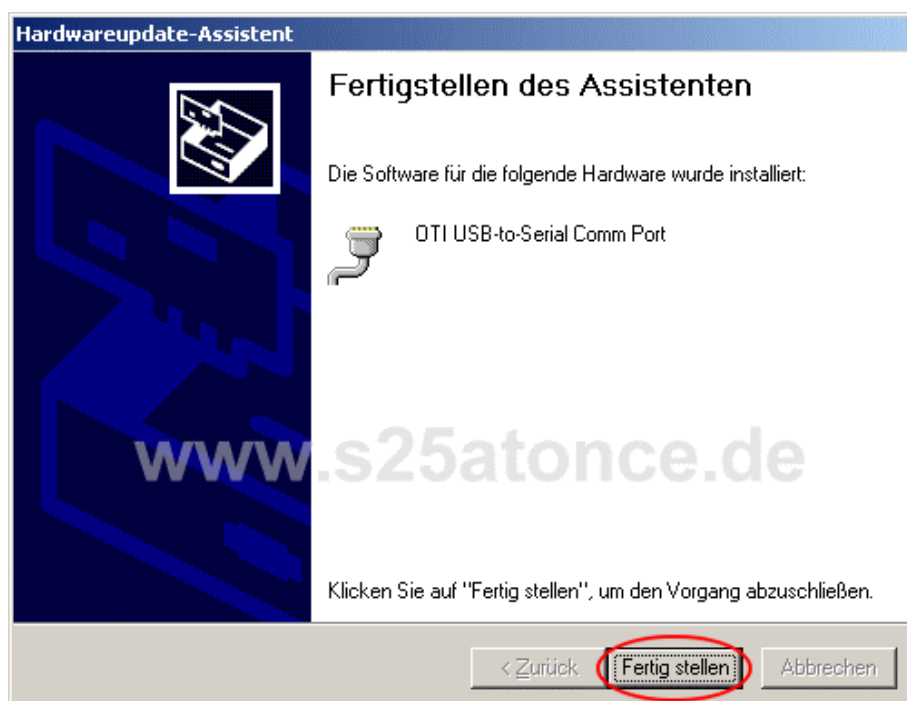 Hardwareupdate-Assistent
Fertigstellen des Assistenten
Die Software für die folgende Hardware wurde installiert:
OTI USB-to-Serial Comm Port
www.s25atonce.de
Klicken Sie auf "Fertig stellen", um den Vorgang abzuschließen.
< Zurück Fertig stellen Abbrechen